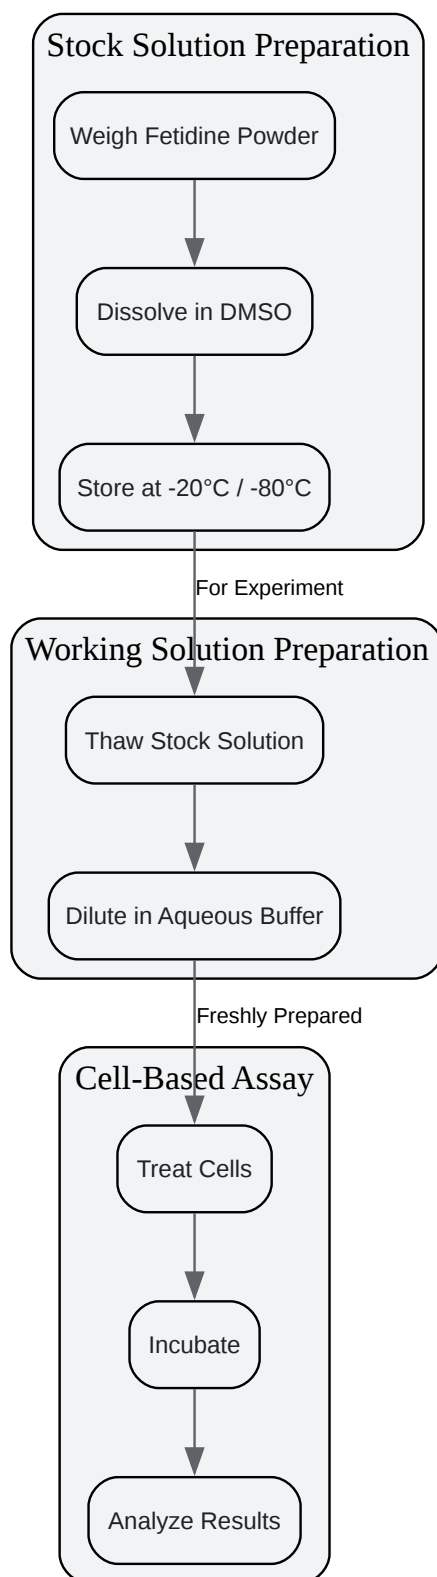 Stock Solution Preparation
Weigh Fetidine Powder
Dissolve in DMSO
Store at -20°C / -80°C
For Experiment
Working Solution Preparation
Thaw Stock Solution
Dilute in Aqueous Buffer
Freshly Prepared
Cell-Based Assay
Treat Cells
Incubate
Analyze Results